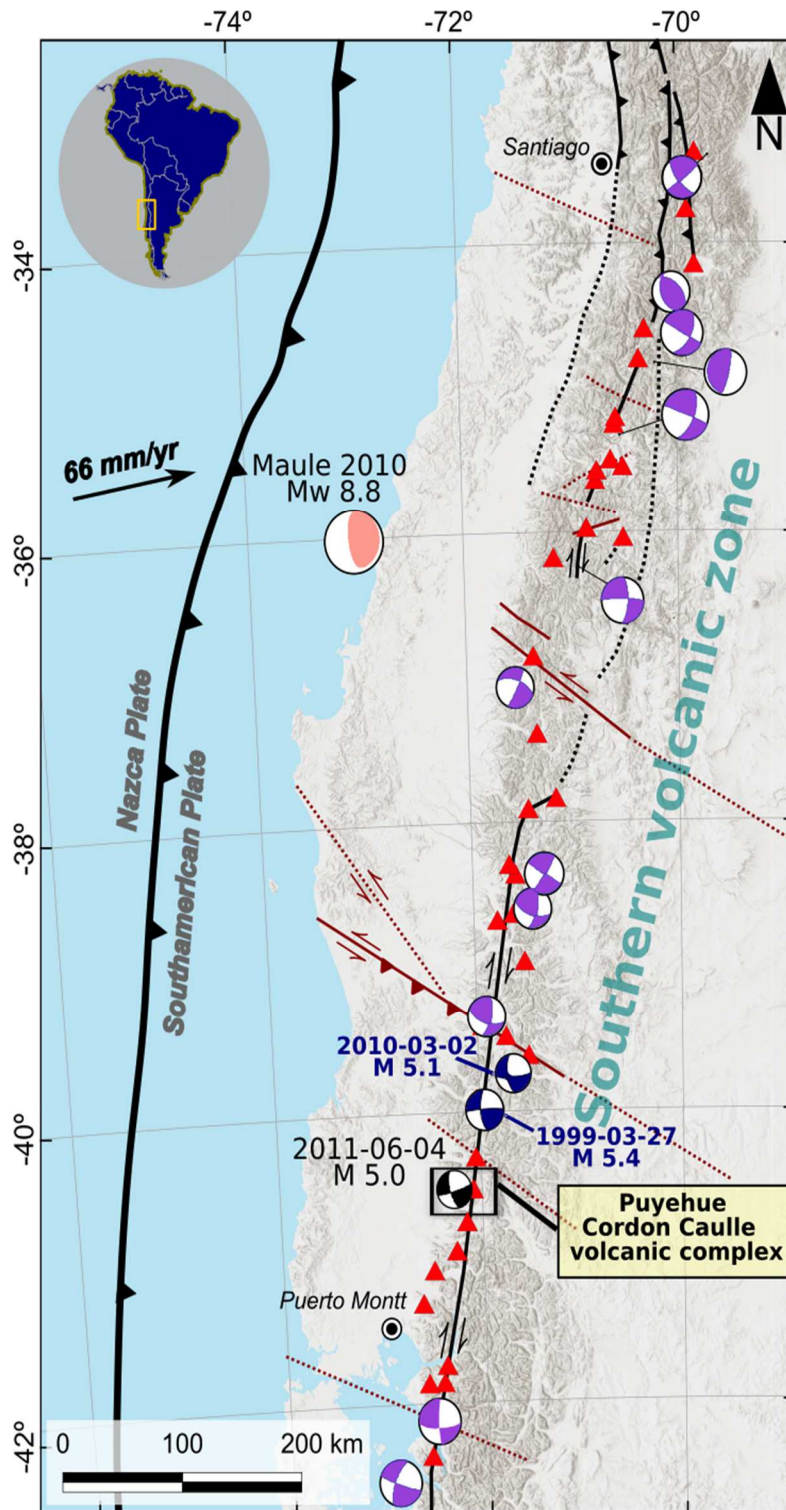 -74º
-72º
-70º
N
Santiago
-34º
66 mm/yr
Maule 2010
Mw 8.8
-36º
Southern volcanic zone
Nazca Plate
Southamerican Plate
-38º
2010-03-02
M 5.1
1999-03-27
M 5.4
-40º
2011-06-04
M 5.0
Puyehue
Cordon Caulle
volcanic complex
Puerto Montt
-42º
0 100 200 km